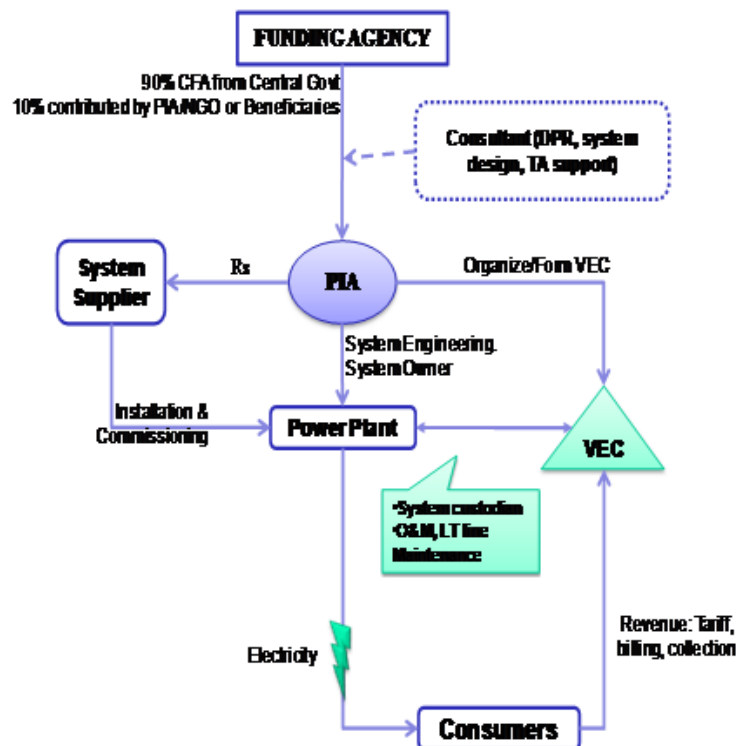 FUNDING AGENCY
90% CFA from Central Govt
10% contributed by PIA/NGO or Beneficiaries
Consultant (DPR, system
design, TA support)
System
Supplier
Rs
PIA
Organize/Form VEC
System Engineering.
System Owner
Installation &
Commissioning
Power Plant
VEC
•System custodian
•O&M, LT line
Maintenance
Electricity
Revenue: Tariff,
billing, collection
Consumers